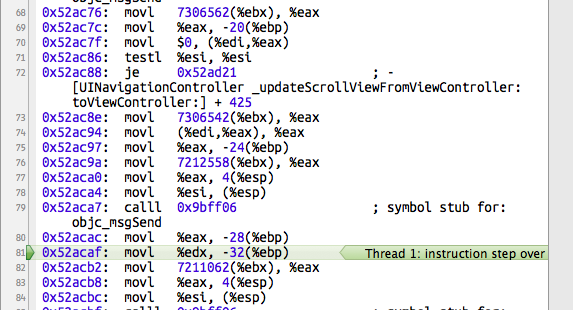 objc_msgSend
68 0x52ac76: movl 7306562(%ebx), %eax
69 0x52ac7c: movl %eax, -20(%ebp)
70 0x52ac7f: movl $0, (%edi,%eax)
71 0x52ac86: testl %esi, %esi
72 0x52ac88: je 0x52ad21 ; -
[UINavigationController _updateScrollViewFromViewController:
toViewController:] + 425
73 0x52ac8e: movl 7306542(%ebx), %eax
74 0x52ac94: movl (%edi,%eax), %eax
75 0x52ac97: movl %eax, -24(%ebp)
76 0x52ac9a: movl 7212558(%ebx), %eax
77 0x52aca0: movl %eax, 4(%esp)
78 0x52aca4: movl %esi, (%esp)
79 0x52aca7: calll 0x9bff06 ; symbol stub for:
objc_msgSend
80 0x52acac: movl %eax, -28(%ebp)
81 0x52acaf: movl %edx, -32(%ebp) Thread 1: instruction step over
82 0x52acb2: movl 7211062(%ebx), %eax
83 0x52acb8: movl %eax, 4(%esp)
84 0x52acbc: movl %esi, (%esp)